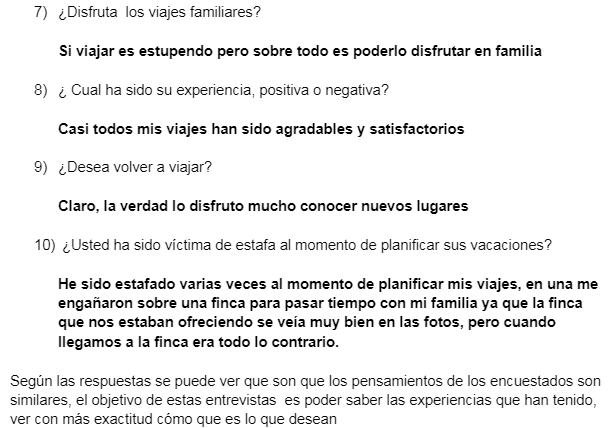 7) ¿Disfruta  los viajes familiares?
Si viajar es estupendo pero sobre todo es poderlo disfrutar en familia
8) ¿ Cual ha sido su experiencia, positiva o negativa?
Casi todos mis viajes han sido agradables y satisfactorios
9) ¿Desea volver a viajar?
Claro, la verdad lo disfruto mucho conocer nuevos lugares
10) ¿Usted ha sido víctima de estafa al momento de planificar sus vacaciones?
He sido estafado varias veces al momento de planificar mis viajes, en una me
engañaron sobre una finca para pasar tiempo con mi familia ya que la finca
que nos estaban ofreciendo se veía muy bien en las fotos, pero cuando
llegamos a la finca era todo lo contrario.
Según las respuestas se puede ver que son que los pensamientos de los encuestados son
similares, el objetivo de estas entrevistas  es poder saber las experiencias que han tenido,
ver con más exactitud cómo que es lo que desean